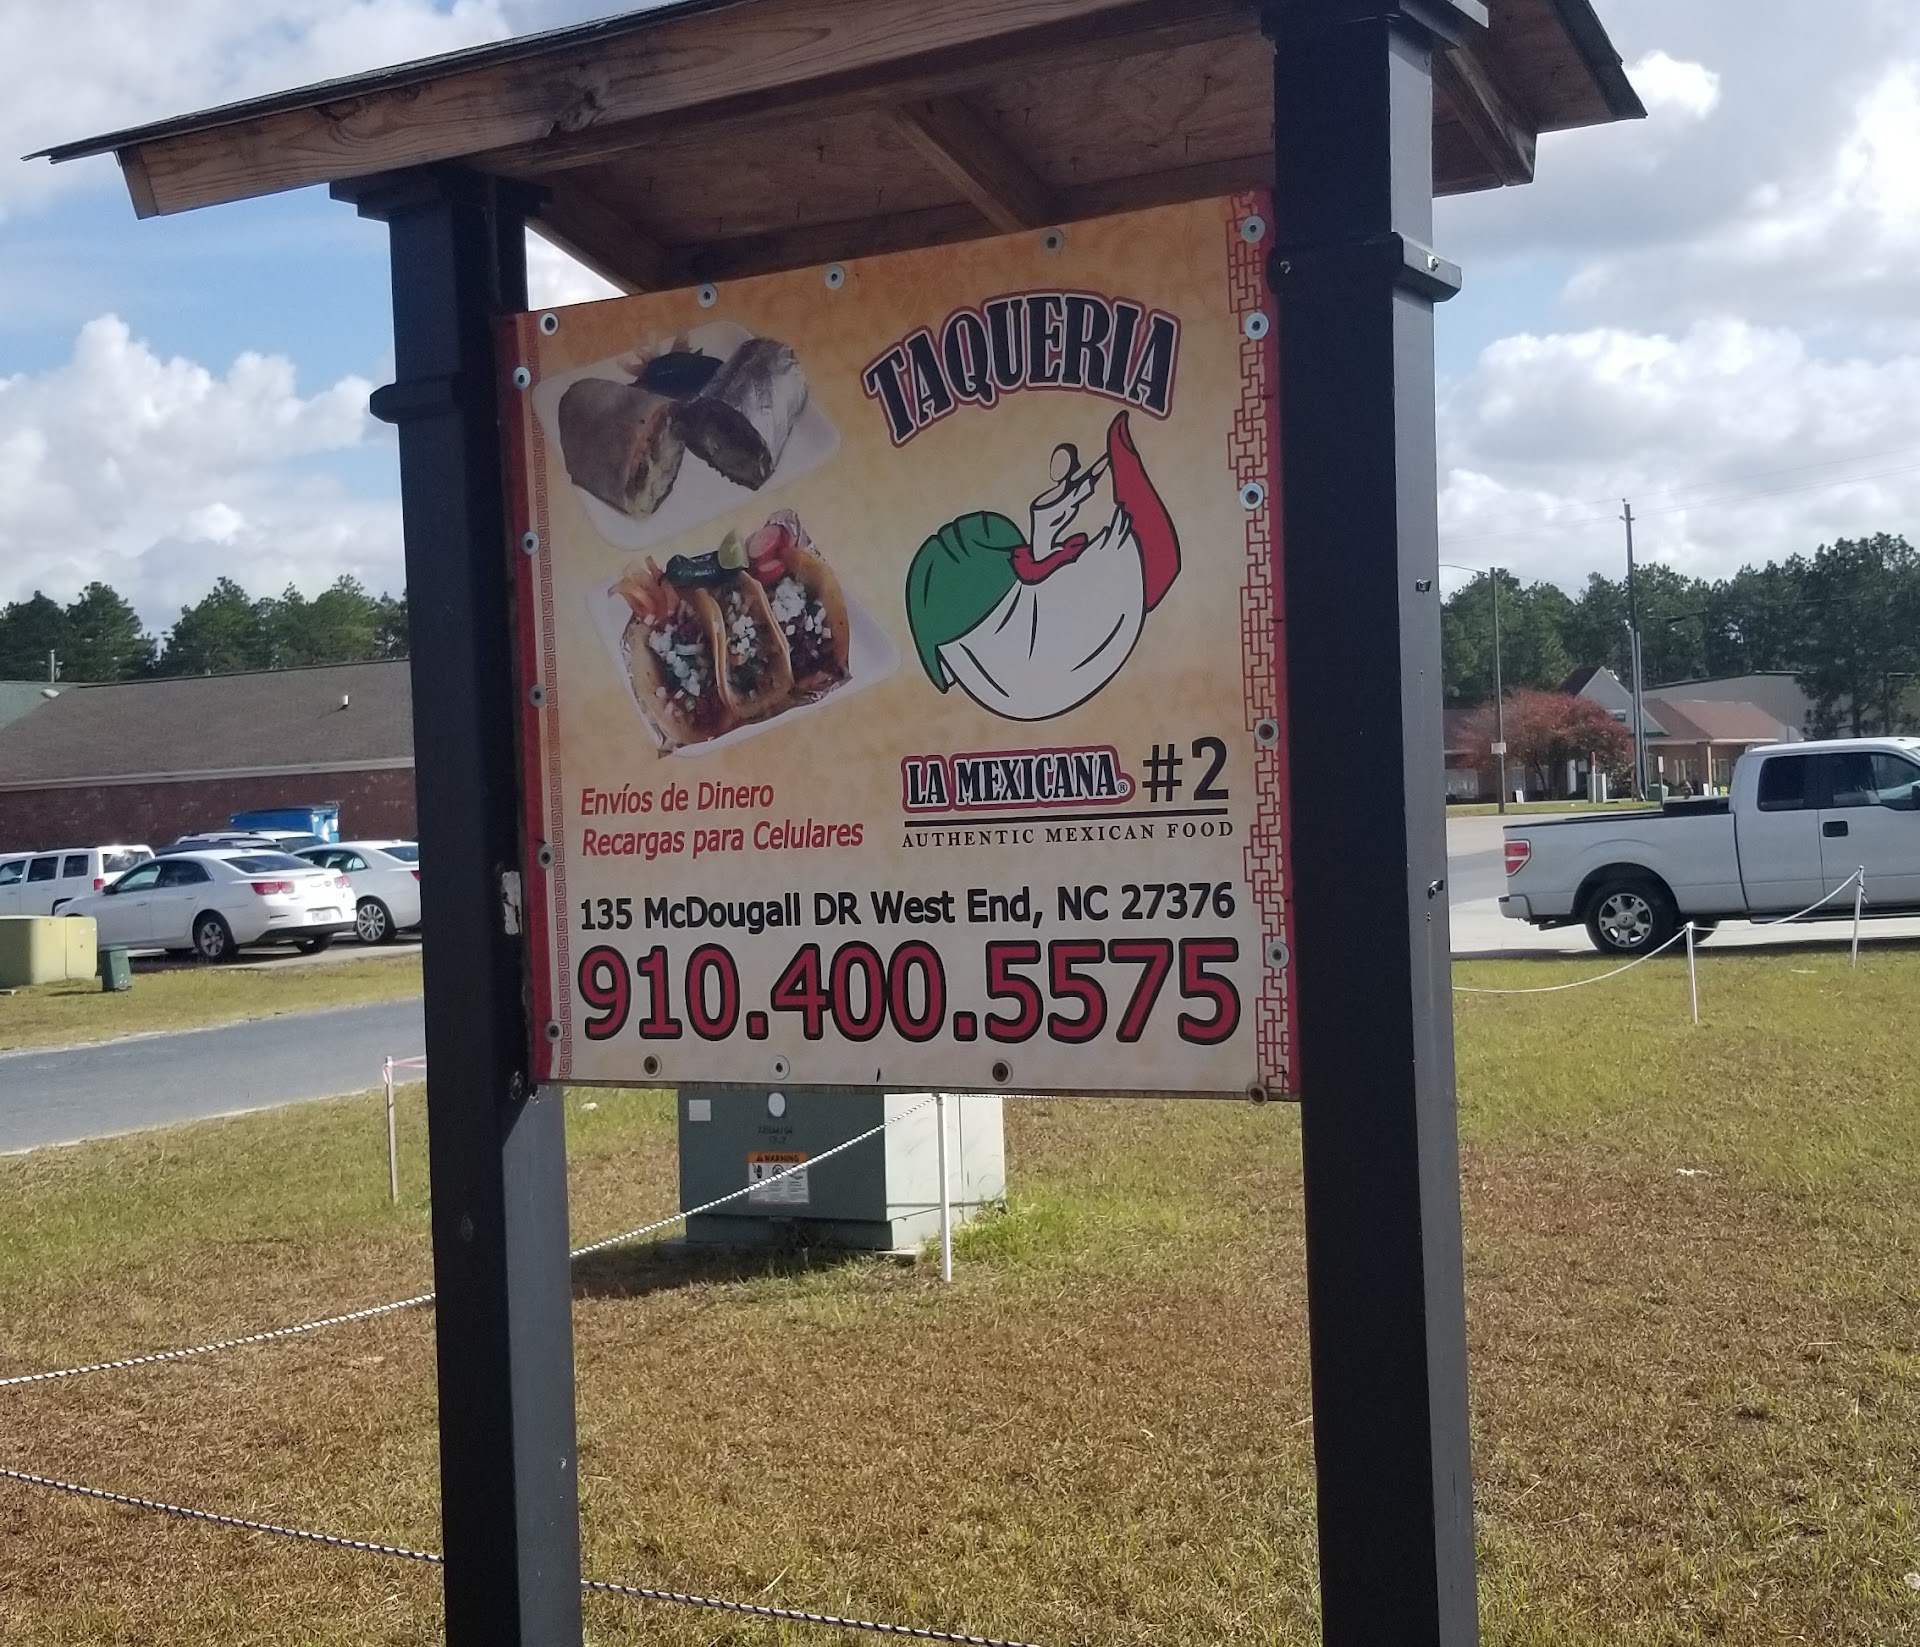 TAQUERIA
LA MEXICANA® #2
AUTHENTIC MEXICAN FOOD
Envíos de Dinero
Recargas para Celulares
135 McDougall DR West End, NC 27376
910.400.5575
WARNING